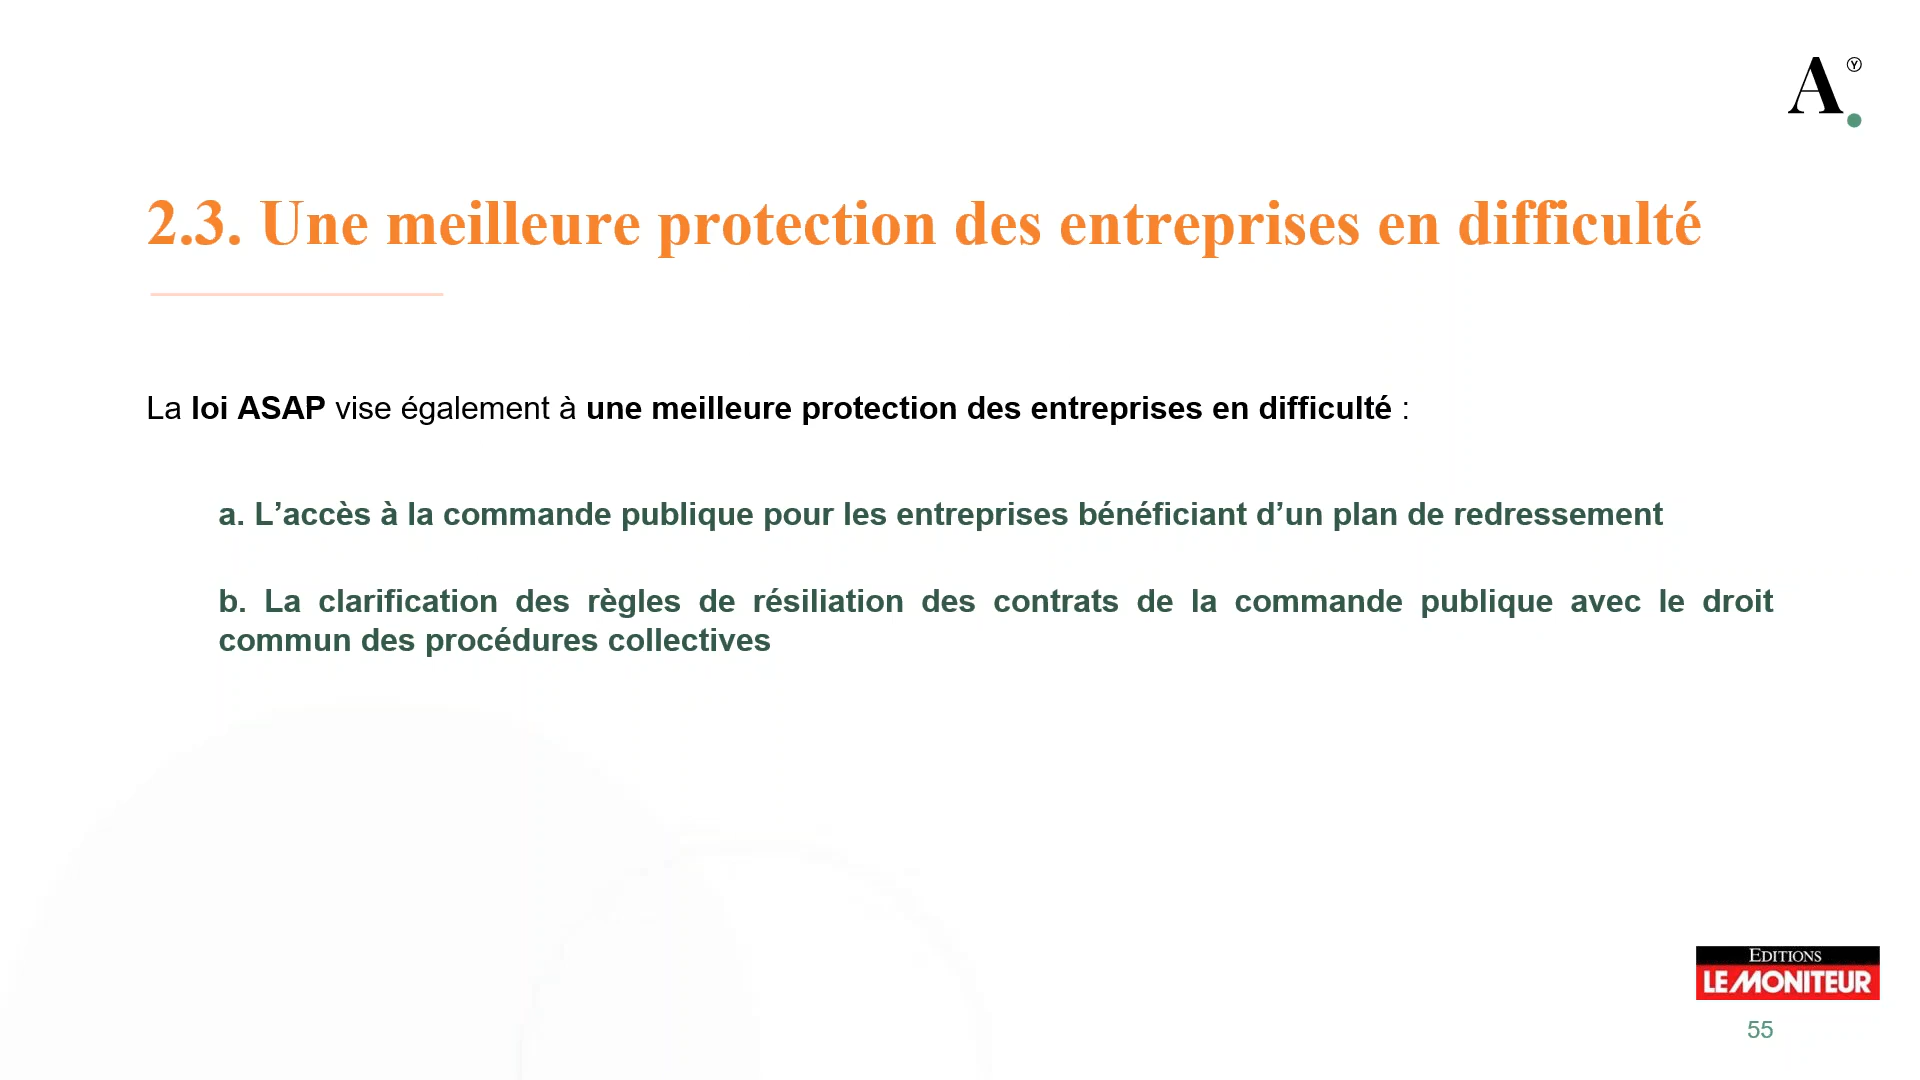 A
Y
2.3. Une meilleure protection des entreprises en difficulté
La loi ASAP vise également à une meilleure protection des entreprises en difficulté :
a. L’accès à la commande publique pour les entreprises bénéficiant d’un plan de redressement
b. La clarification des règles de résiliation des contrats de la commande publique avec le droit
commun des procédures collectives
EDITIONS
LE MONITEUR
55